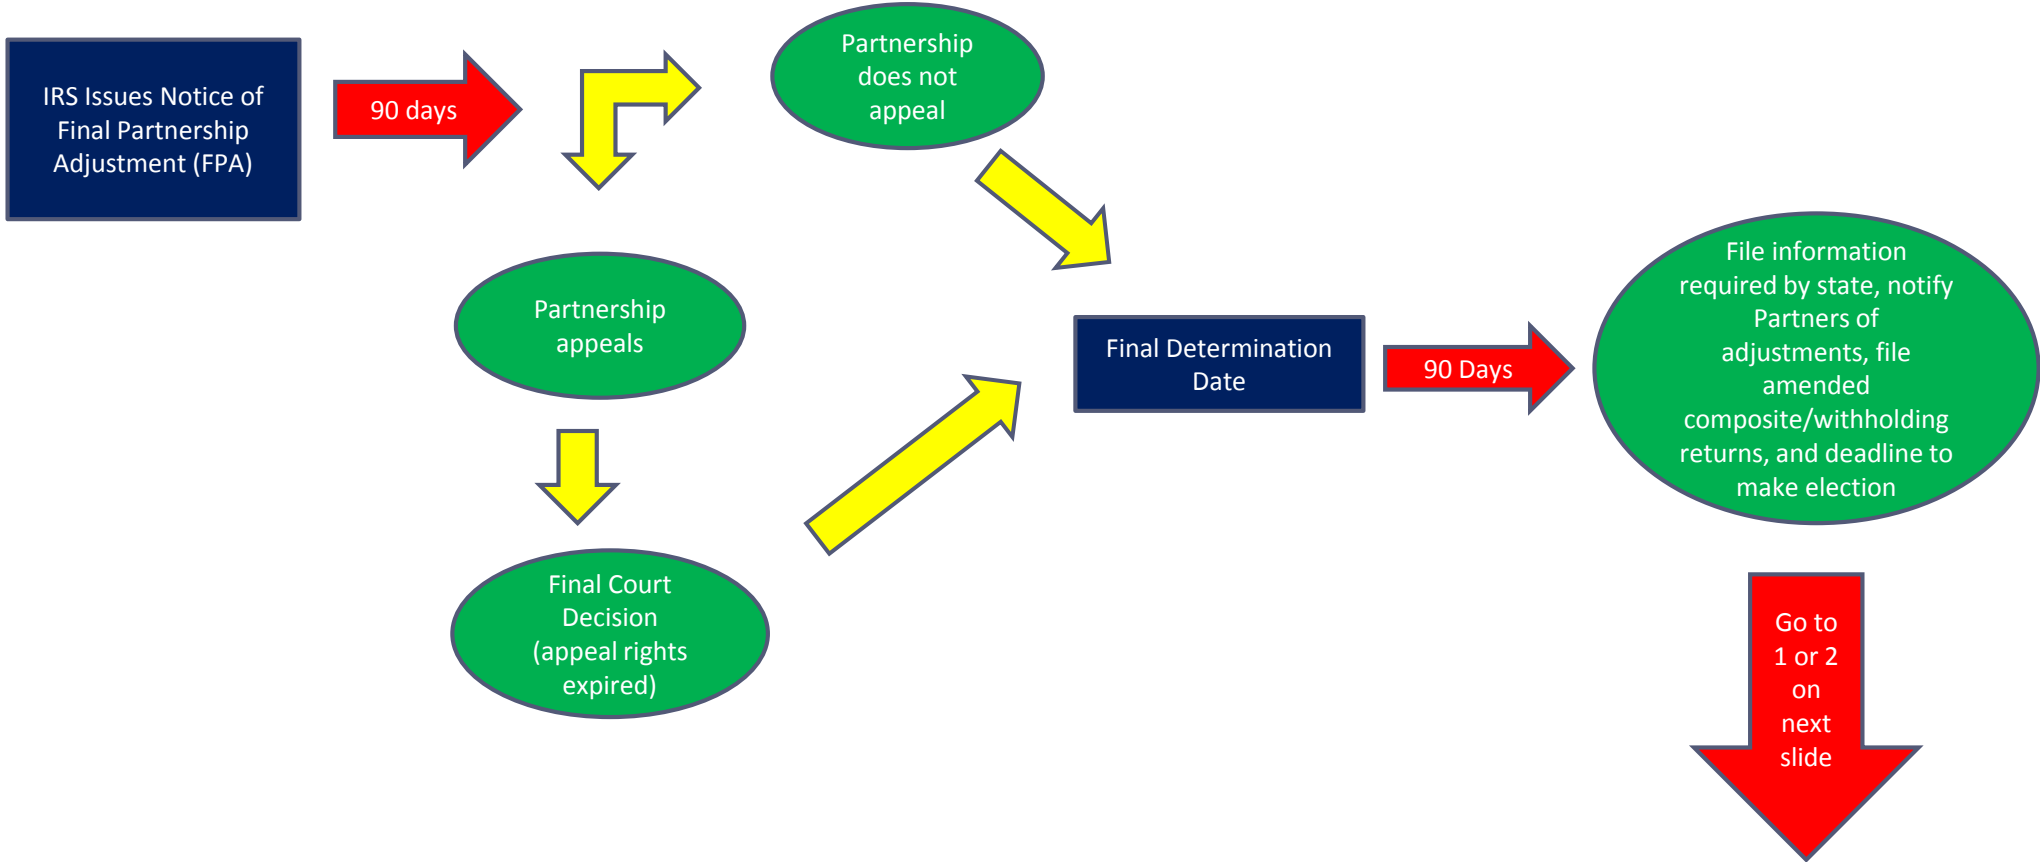 IRS Issues Notice of
Final Partnership
Adjustment (FPA)
90 days
Partnership
does not
appeal
Partnership
appeals
Final Court
Decision
(appeal rights
expired)
Final Determination
Date
90 Days
File information
required by state, notify
Partners of
adjustments, file
amended
composite/withholding
returns, and deadline to
make election
Go to
1 or 2
on
next
slide